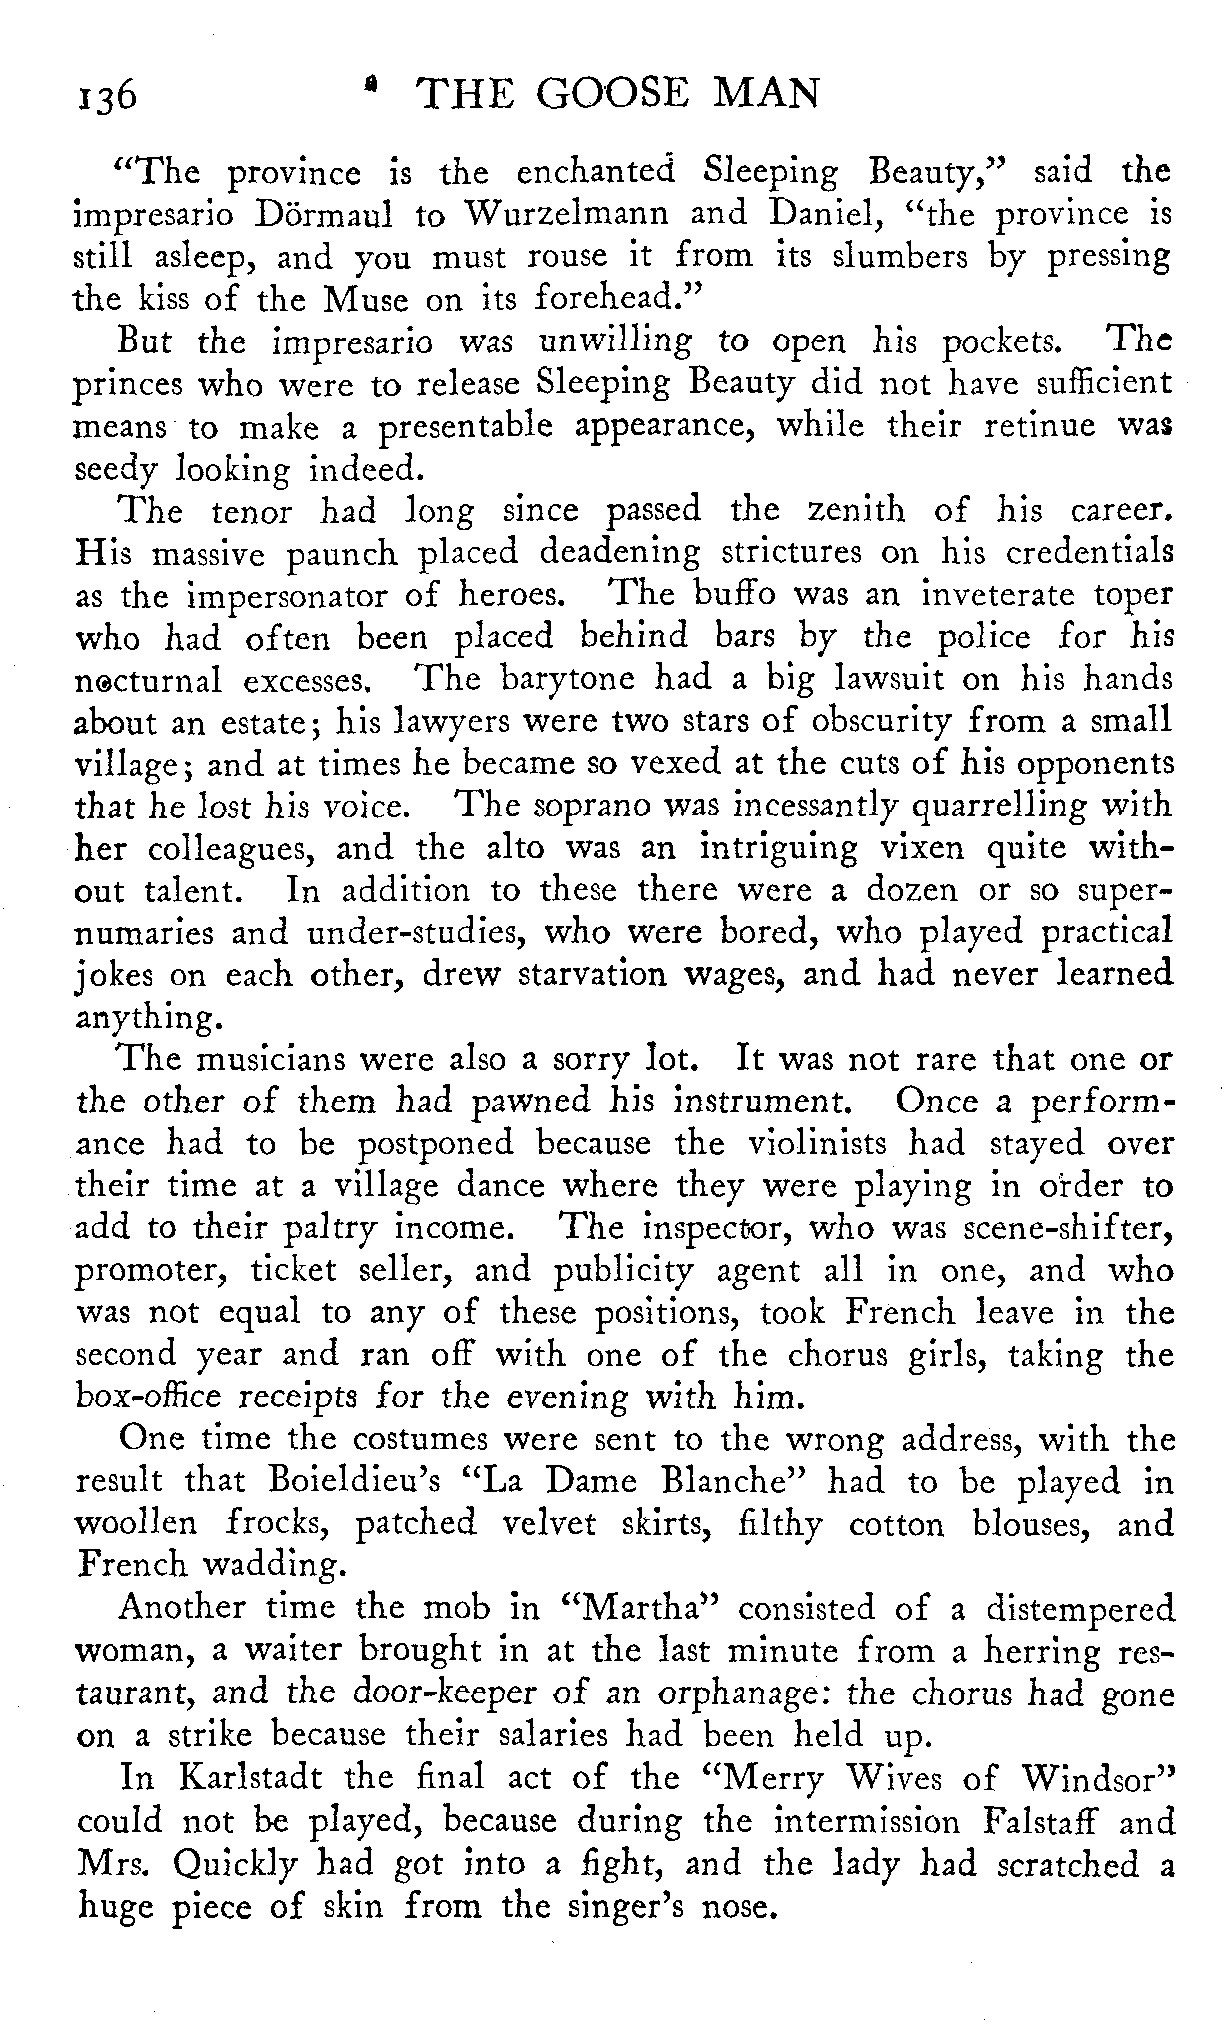 136 THE GOOSE MAN
“The province is the enchanted Sleeping Beauty,” said the
impresario Dörmaul to Wurzelmann and Daniel, “the province is
still asleep, and you must rouse it from its slumbers by pressing
the kiss of the Muse on its forehead.”
But the impresario was unwilling to open his pockets. The
princes who were to release Sleeping Beauty did not have sufficient
means to make a presentable appearance, while their retinue was
seedy looking indeed.
The tenor had long since passed the zenith of his career.
His massive paunch placed deadening strictures on his credentials
as the impersonator of heroes. The buffo was an inveterate toper
who had often been placed behind bars by the police for his
nocturnal excesses. The barytone had a big lawsuit on his hands
about an estate; his lawyers were two stars of obscurity from a small
village; and at times he became so vexed at the cuts of his opponents
that he lost his voice. The soprano was incessantly quarrelling with
her colleagues, and the alto was an intriguing vixen quite with-
out talent. In addition to these there were a dozen or so super-
numaries and under-studies, who were bored, who played practical
jokes on each other, drew starvation wages, and had never learned
anything.
The musicians were also a sorry lot. It was not rare that one or
the other of them had pawned his instrument. Once a perform-
ance had to be postponed because the violinists had stayed over
their time at a village dance where they were playing in order to
add to their paltry income. The inspector, who was scene-shifter,
promoter, ticket seller, and publicity agent all in one, and who
was not equal to any of these positions, took French leave in the
second year and ran off with one of the chorus girls, taking the
box-office receipts for the evening with him.
One time the costumes were sent to the wrong address, with the
result that Boieldieu’s “La Dame Blanche” had to be played in
woollen frocks, patched velvet skirts, filthy cotton blouses, and
French wadding.
Another time the mob in “Martha” consisted of a distempered
woman, a waiter brought in at the last minute from a herring res-
taurant, and the door-keeper of an orphanage: the chorus had gone
on a strike because their salaries had been held up.
In Karlstadt the final act of the “Merry Wives of Windsor”
could not be played, because during the intermission Falstaff and
Mrs. Quickly had got into a fight, and the lady had scratched a
huge piece of skin from the singer’s nose.